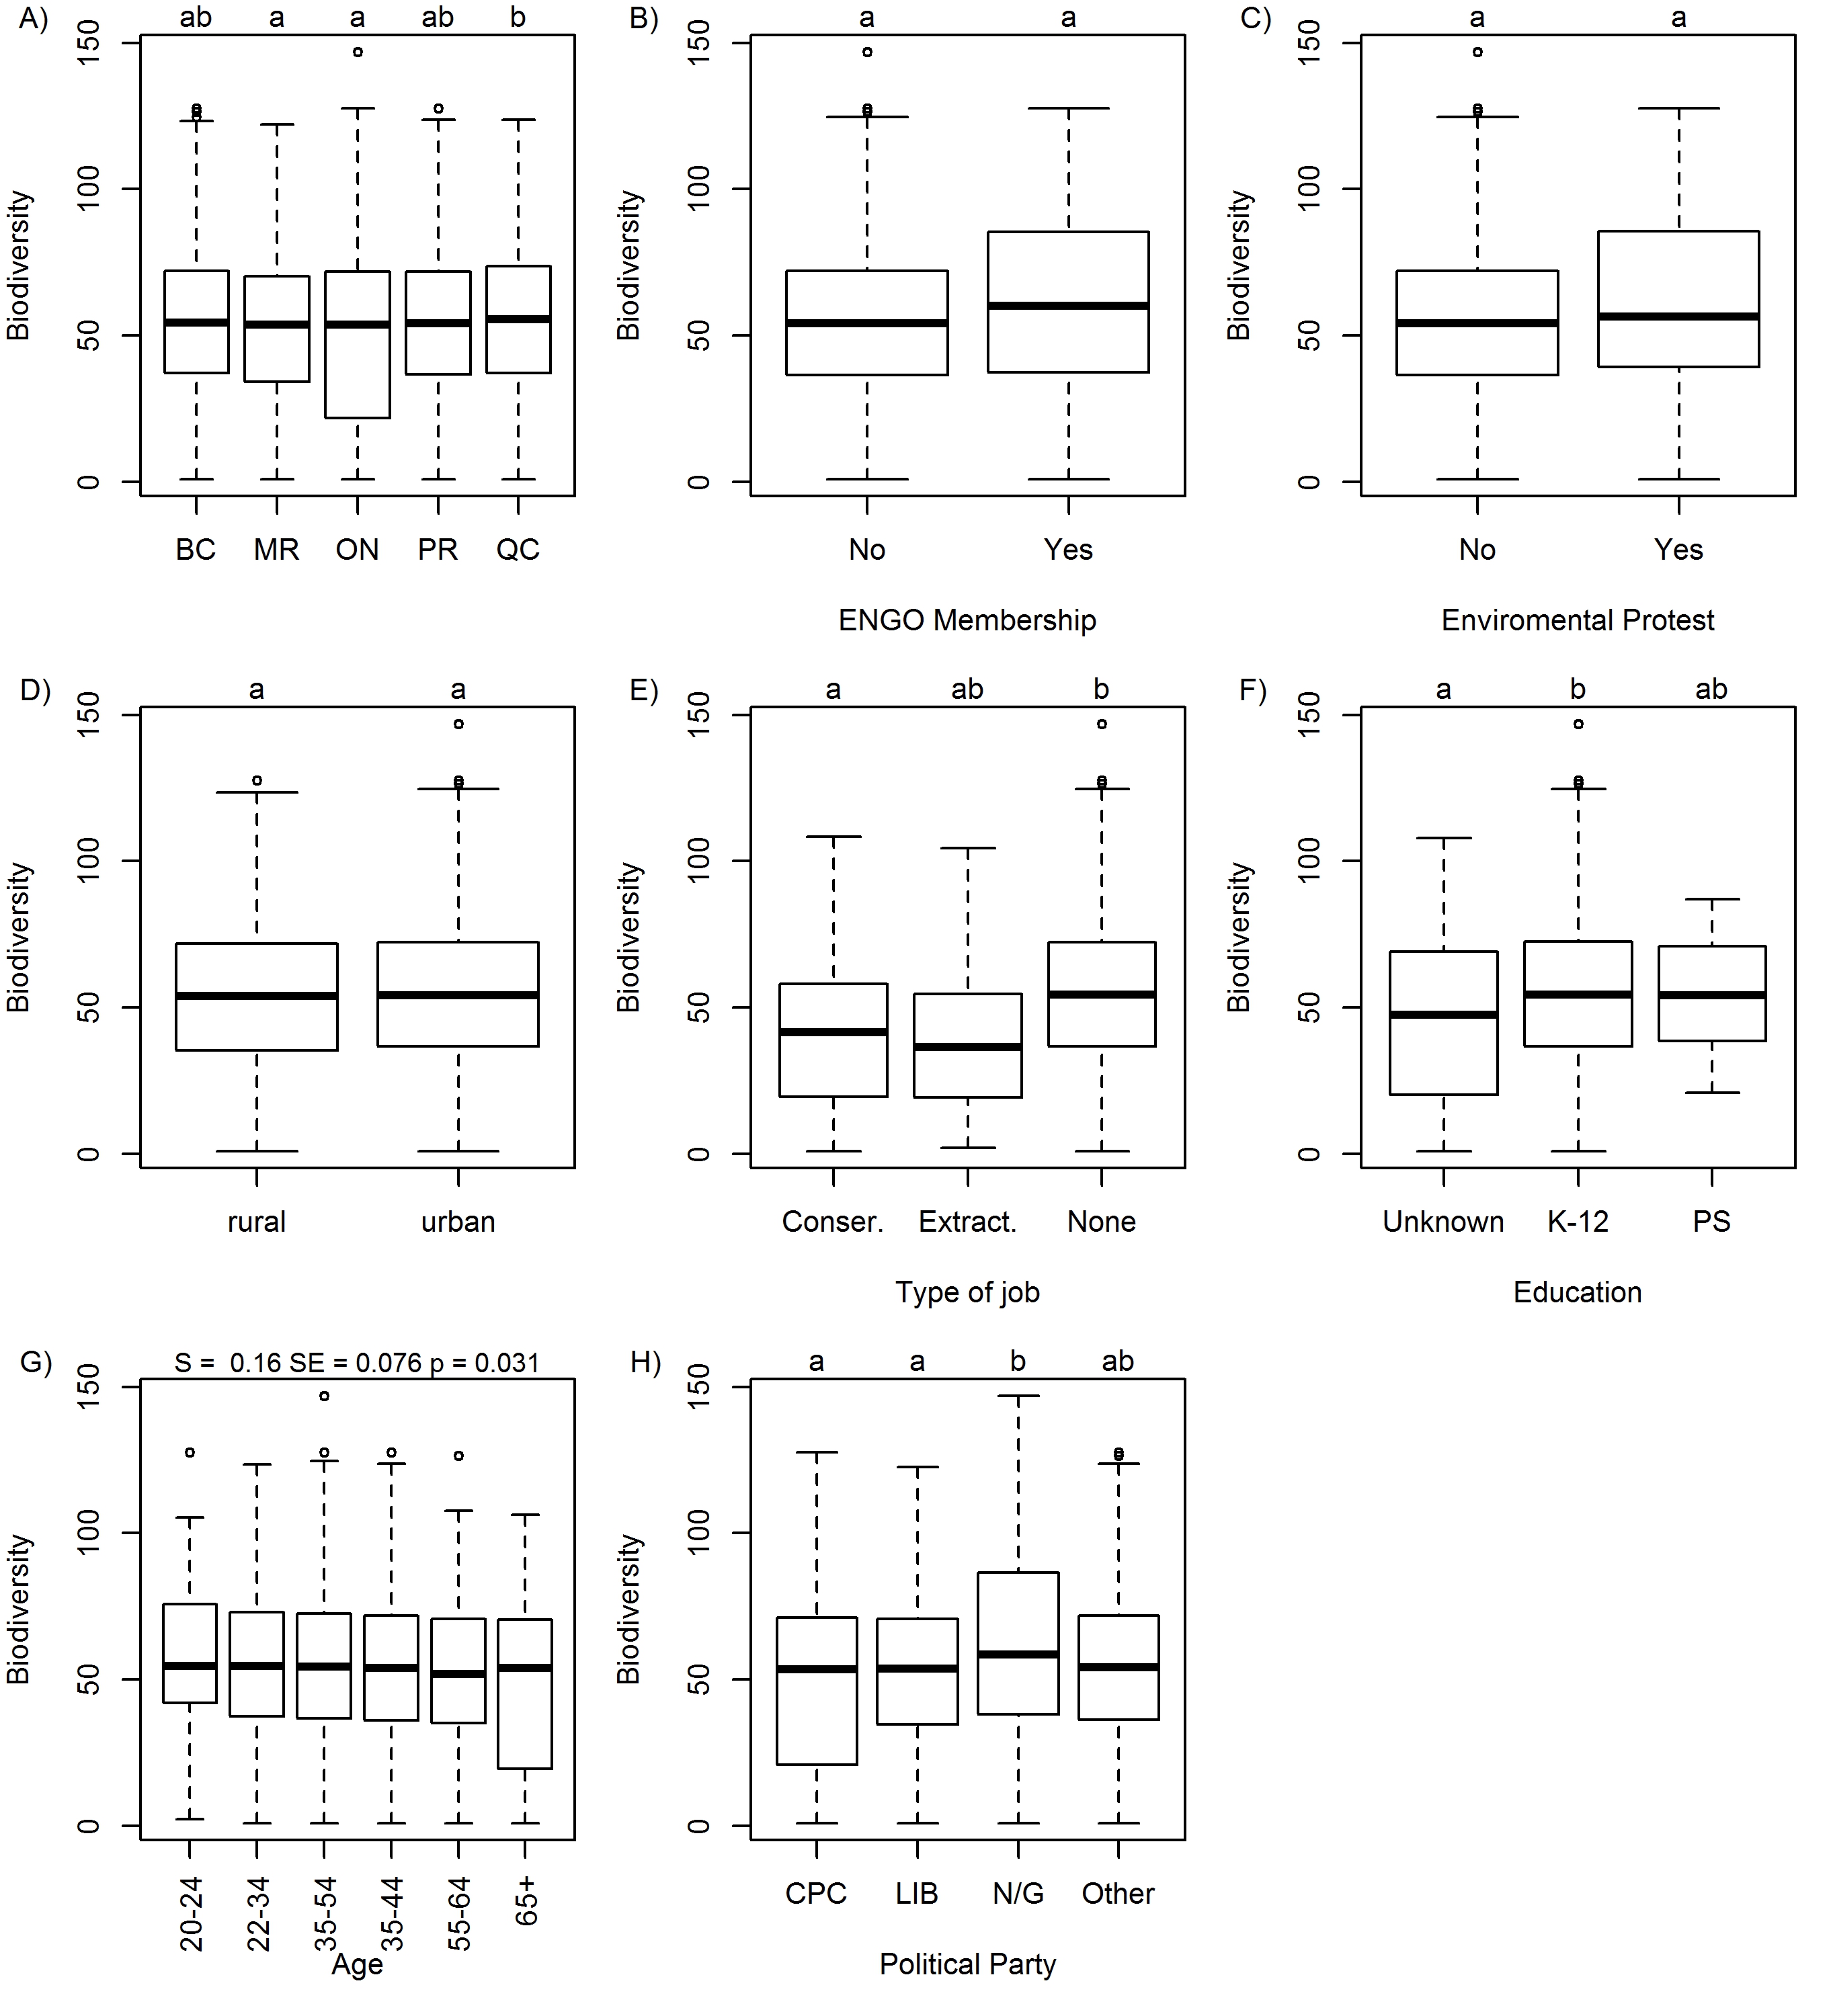 A) ab a a ab b
150
100
50
0
Biodiversity
BC MR ON PR QC
B) a a
150
100
50
0
Biodiversity
No Yes
ENGO Membership
C) a a
150
100
50
0
Biodiversity
No Yes
Enviromental Protest
D) a a
150
100
50
0
Biodiversity
rural urban
E) a ab b
150
100
50
0
Biodiversity
Conser. Extract. None
Type of job
F) a b ab
150
100
50
0
Biodiversity
Unknown K-12 PS
Education
G) S = 0.16 SE = 0.076 p = 0.031
150
100
50
0
Biodiversity
20-24 22-34 35-54 35-44 55-64 65+
Age
H) a a b ab
150
100
50
0
Biodiversity
CPC LIB N/G Other
Political Party